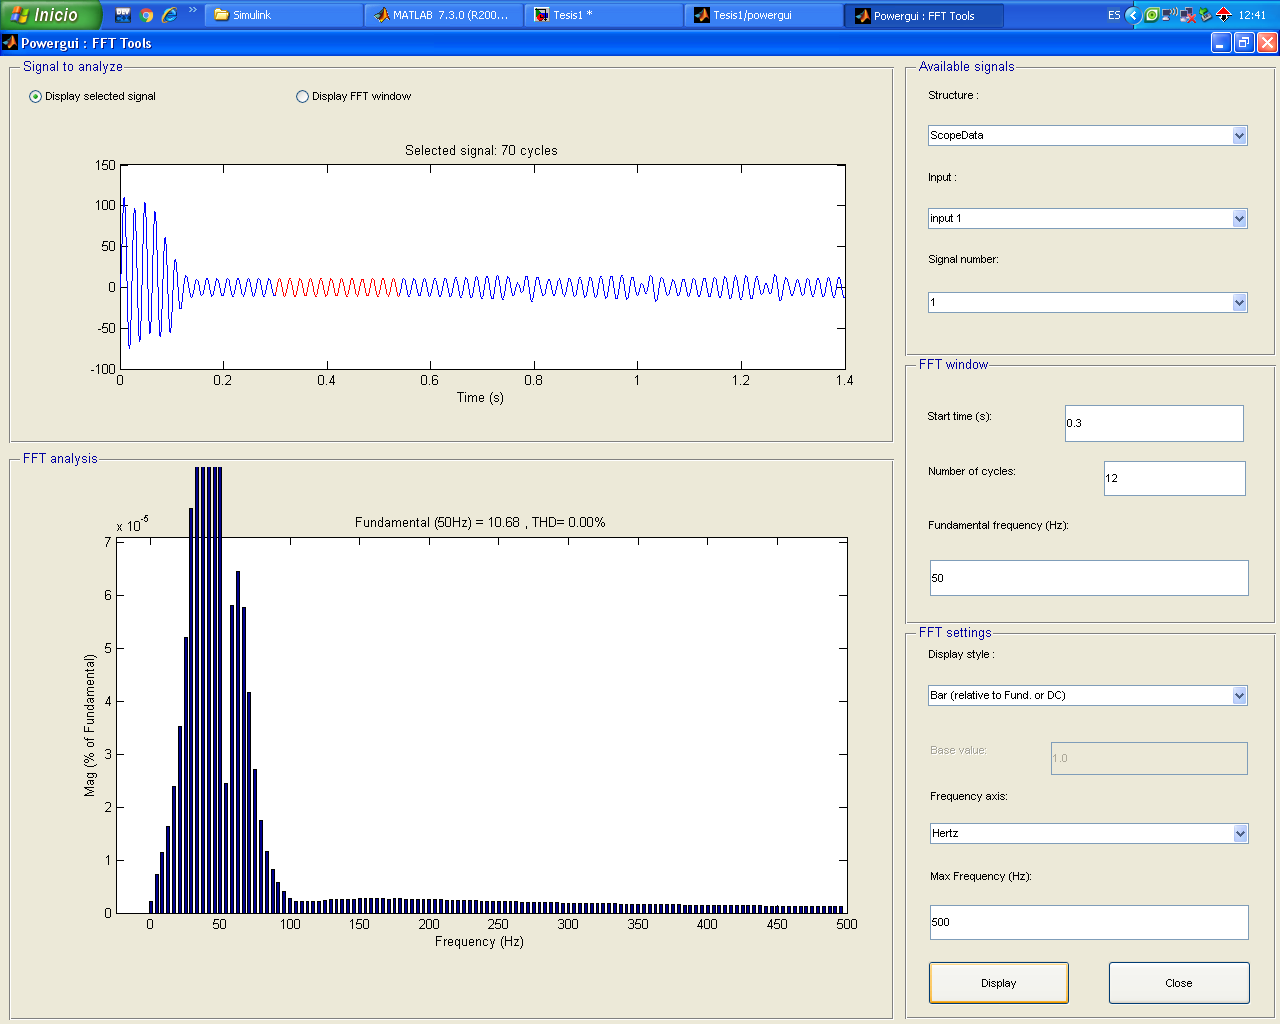 Inicio
Simulink
MATLAB 7.3.0 (R200...
Tesis1 *
Tesis1/powergui
Powergui : FFT Tools
ES
12:41
Powergui : FFT Tools
Signal to analyze
Display selected signal
Display FFT window
Selected signal: 70 cycles
150
100
50
0
-50
-100
0 0.2 0.4 0.6 0.8 1 1.2 1.4
Time (s)
FFT analysis
x 10^-5
Fundamental (50Hz) = 10.68 , THD= 0.00%
7
6
5
4
3
2
1
0
Mag (% of Fundamental)
0 50 100 150 200 250 300 350 400 450 500
Frequency (Hz)
Available signals
Structure :
ScopeData
Input :
input 1
Signal number:
1
FFT window
Start time (s):
0.3
Number of cycles:
12
Fundamental frequency (Hz):
50
FFT settings
Display style :
Bar (relative to Fund. or DC)
Base value:
1.0
Frequency axis:
Hertz
Max Frequency (Hz):
500
Display
Close